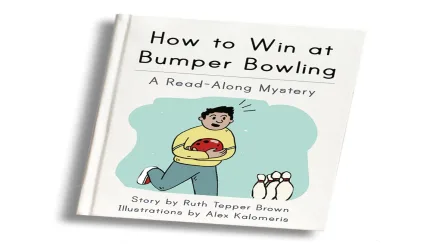 How to Win at
Bumper Bowling
A Read-Along Mystery
Story by Ruth Tepper Brown
Illustrations by Alex Kalomeris